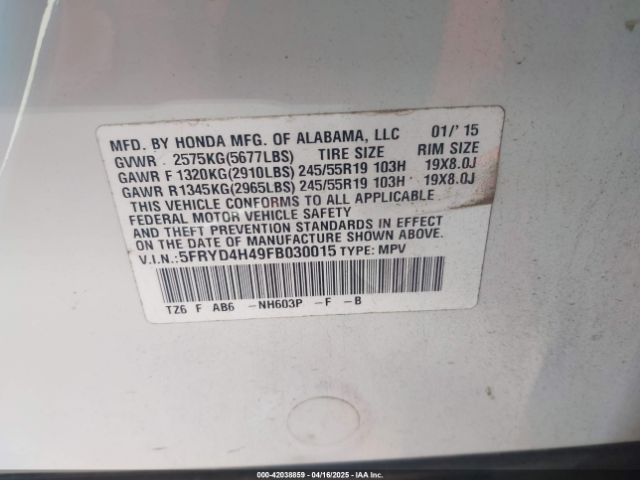 MFD. BY HONDA MFG. OF ALABAMA, LLC 01/'15
GVWR 2575KG(5677LBS) TIRE SIZE RIM SIZE
GAWR F 1320KG(2910LBS) 245/55R19 103H 19X8.0J
GAWR R1345KG(2965LBS) 245/55R19 103H 19X8.0J
THIS VEHICLE CONFORMS TO ALL APPLICABLE
FEDERAL MOTOR VEHICLE SAFETY
AND THEFT PREVENTION STANDARDS IN EFFECT
ON THE DATE OF MANUFACTURE SHOWN ABOVE.
V.I.N.:5FRYD4H49FB030015 TYPE: MPV
TZ6 F AB6 -NH603P -F -B
000-42038859 - 04/16/2025 - IAA Inc.